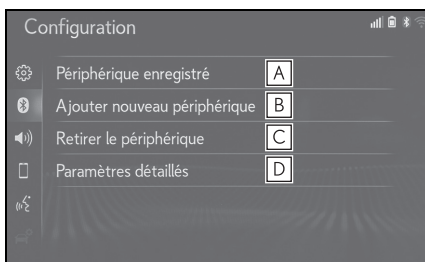 Configuration
Périphérique enregistré A
Ajouter nouveau périphérique B
Retirer le périphérique C
Paramètres détaillés D